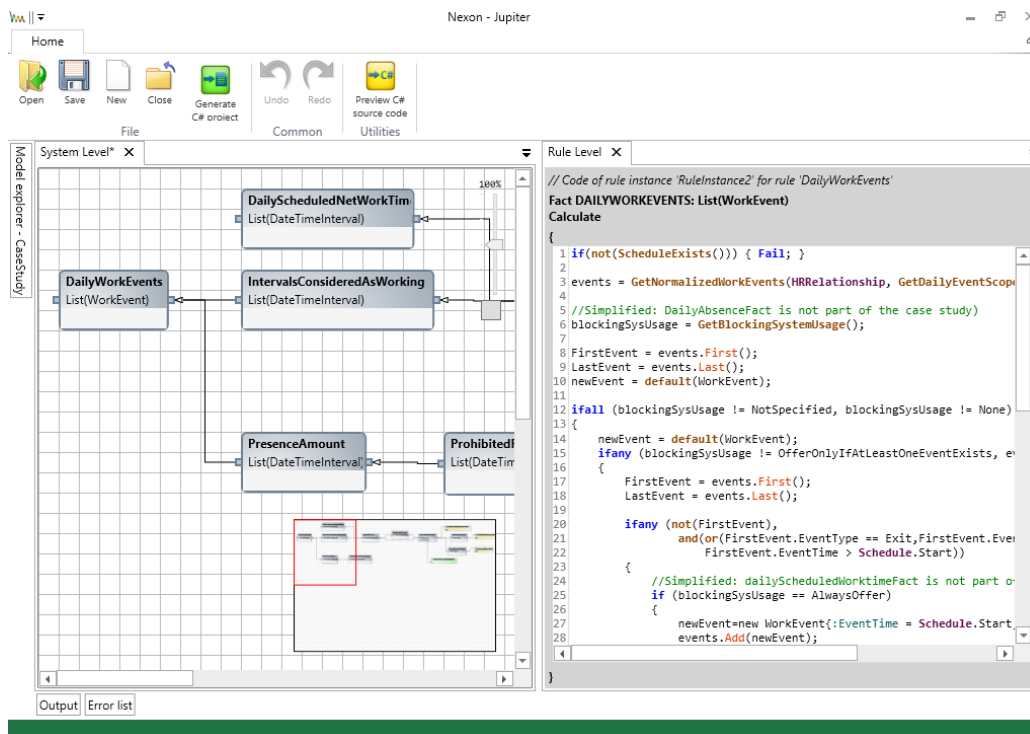 Nexon - Jupiter
Home
Open
Save
New
Close
Generate
C# project
Undo
Redo
C#
Preview C#
source code
File
Common
Utilities
Model explorer - CaseStudy
System Level*
100%
DailyScheduledNetWorkTim
List(DateTimeInterval)
DailyWorkEvents
List(WorkEvent)
IntervalsConsideredAsWorking
List(DateTimeInterval)
PresenceAmount
List(DateTimeInterval)
List(DateTim
Rule Level
// Code of rule instance 'RuleInstance2' for rule 'DailyWorkEvents'
Fact DAILYWORKEVENTS: List(WorkEvent)
Calculate
{
1 if(not(ScheduleExists())) { Fail; }
2
3 events = GetNormalizedWorkEvents(HRRelationship, GetDailyEventScope
4
5 //Simplified: DailyAbsenceFact is not part of the case study)
6 blockingSysUsage = GetBlockingSystemUsage();
7
8 FirstEvent = events.First();
9 LastEvent = events.Last();
10 newEvent = default(WorkEvent);
11
12 ifall (blockingSysUsage != NotSpecified, blockingSysUsage != None)
13 {
14 newEvent = default(WorkEvent);
15 ifany (blockingSysUsage != OfferOnlyIfAtLeastOneEventExists, ev
16 {
17 FirstEvent = events.First();
18 LastEvent = events.Last();
19
20 ifany (not(FirstEvent),
21 and(or(FirstEvent.EventType == Exit,FirstEvent.Even
22 FirstEvent.EventTime > Schedule.Start))
23 {
24 //Simplified: dailyScheduledWorktimeFact is not part o
25 if (blockingSysUsage == AlwaysOffer)
26 {
27 newEvent=new WorkEvent{:EventTime = Schedule.Start
28 events.Add(newEvent);
}
Output
Error list